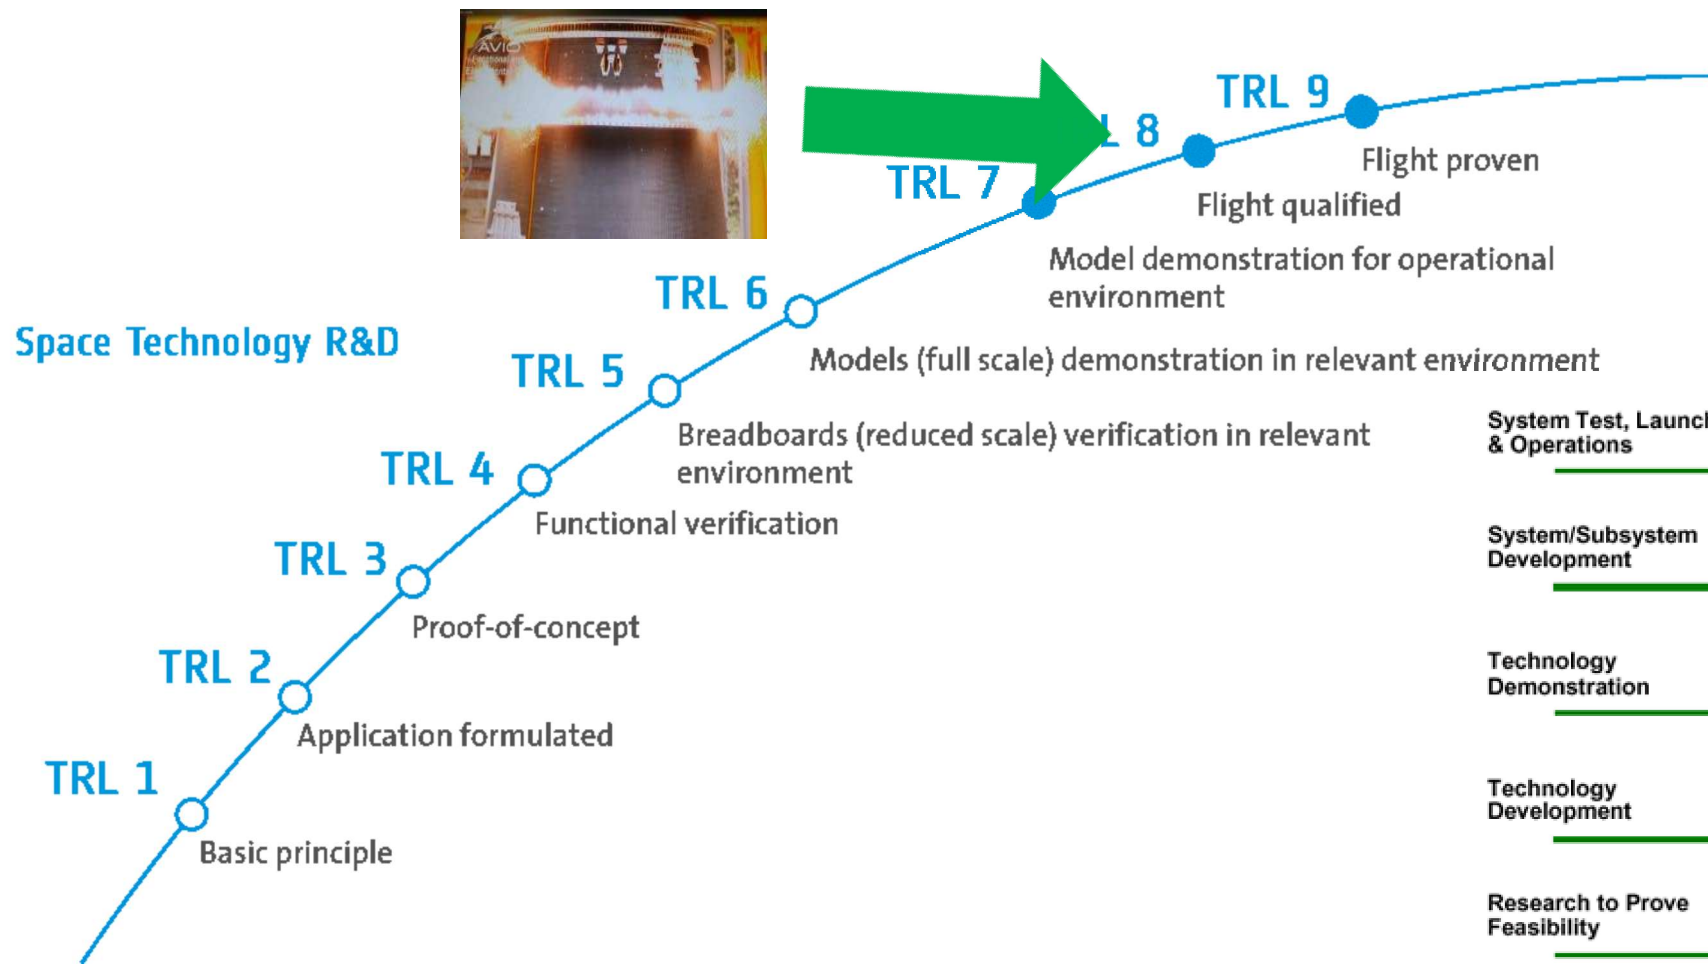 AVIO
TRL 9
L 8
Flight proven
TRL 7
Flight qualified
Model demonstration for operational
environment
TRL 6
Space Technology R&D
Models (full scale) demonstration in relevant environment
TRL 5
System Test, Launch
& Operations
Breadboards (reduced scale) verification in relevant
environment
TRL 4
Functional verification
System/Subsystem
Development
TRL 3
Proof-of-concept
TRL 2
Technology
Demonstration
Application formulated
TRL 1
Technology
Development
Basic principle
Research to Prove
Feasibility